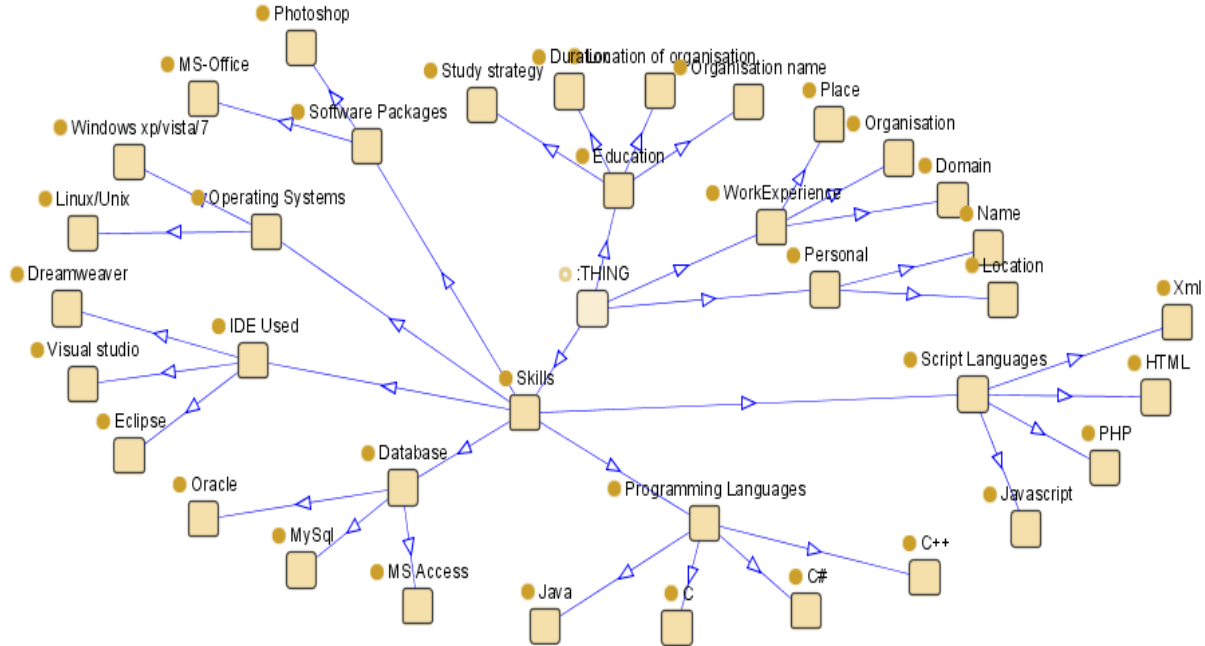 Photoshop
MS-Office
Software Packages
Windows xp/vista/7
Linux/Unix
Operating Systems
Study strategy
Duration
Location of organisation
Organisation name
Education
Place
Organisation
Domain
WorkExperience
Name
Personal
Location
:THING
Dreamweaver
IDE Used
Visual studio
Eclipse
Skills
Script Languages
Xml
HTML
PHP
Javascript
Database
Oracle
MySql
MS Access
Programming Languages
Java
C
C#
C++